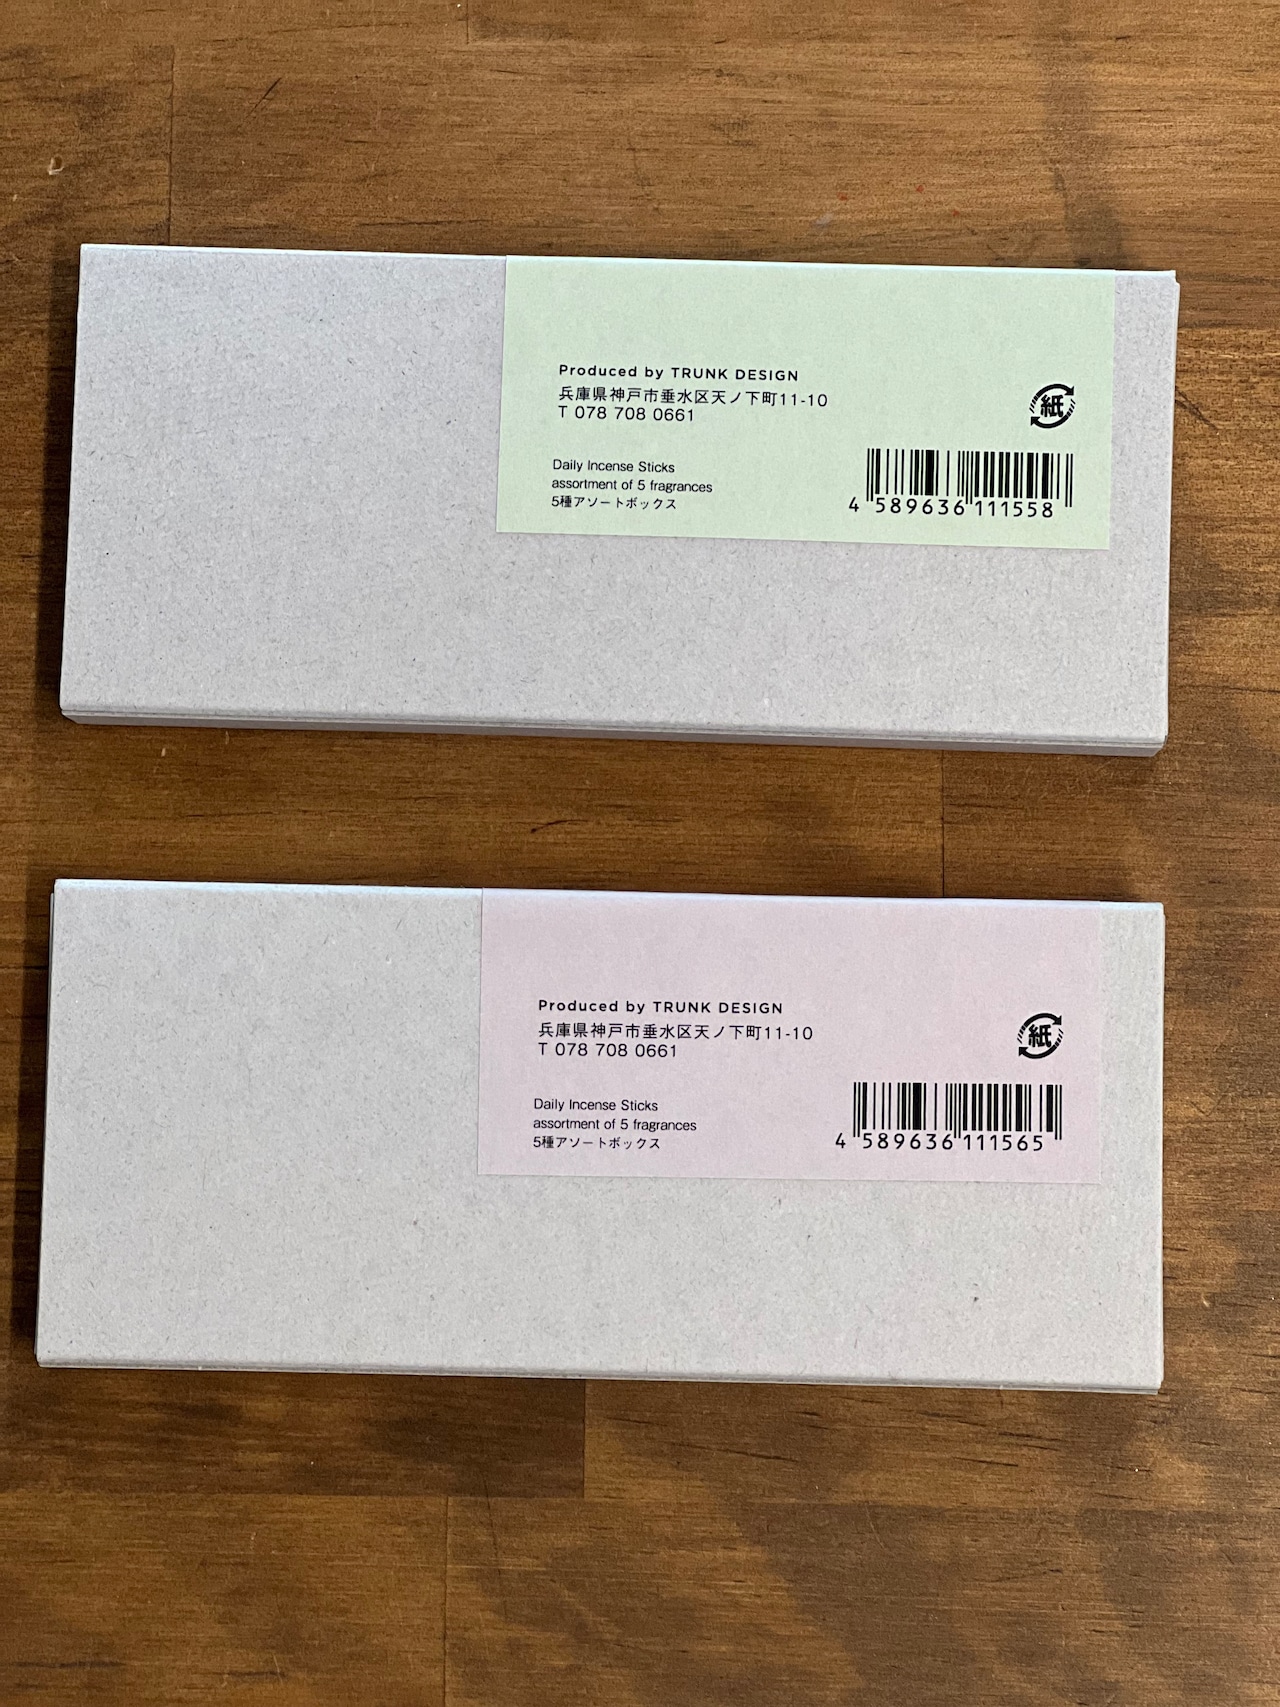 Produced by TRUNK DESIGN
兵庫県神戸市垂水区天ノ下町11-10
T 078 708 0661
紙
Daily Incense Sticks
assortment of 5 fragrances
5種アソートボックス
4 589636 111558
Produced by TRUNK DESIGN
兵庫県神戸市垂水区天ノ下町11-10
T 078 708 0661
紙
Daily Incense Sticks
assortment of 5 fragrances
5種アソートボックス
4 589636 111565